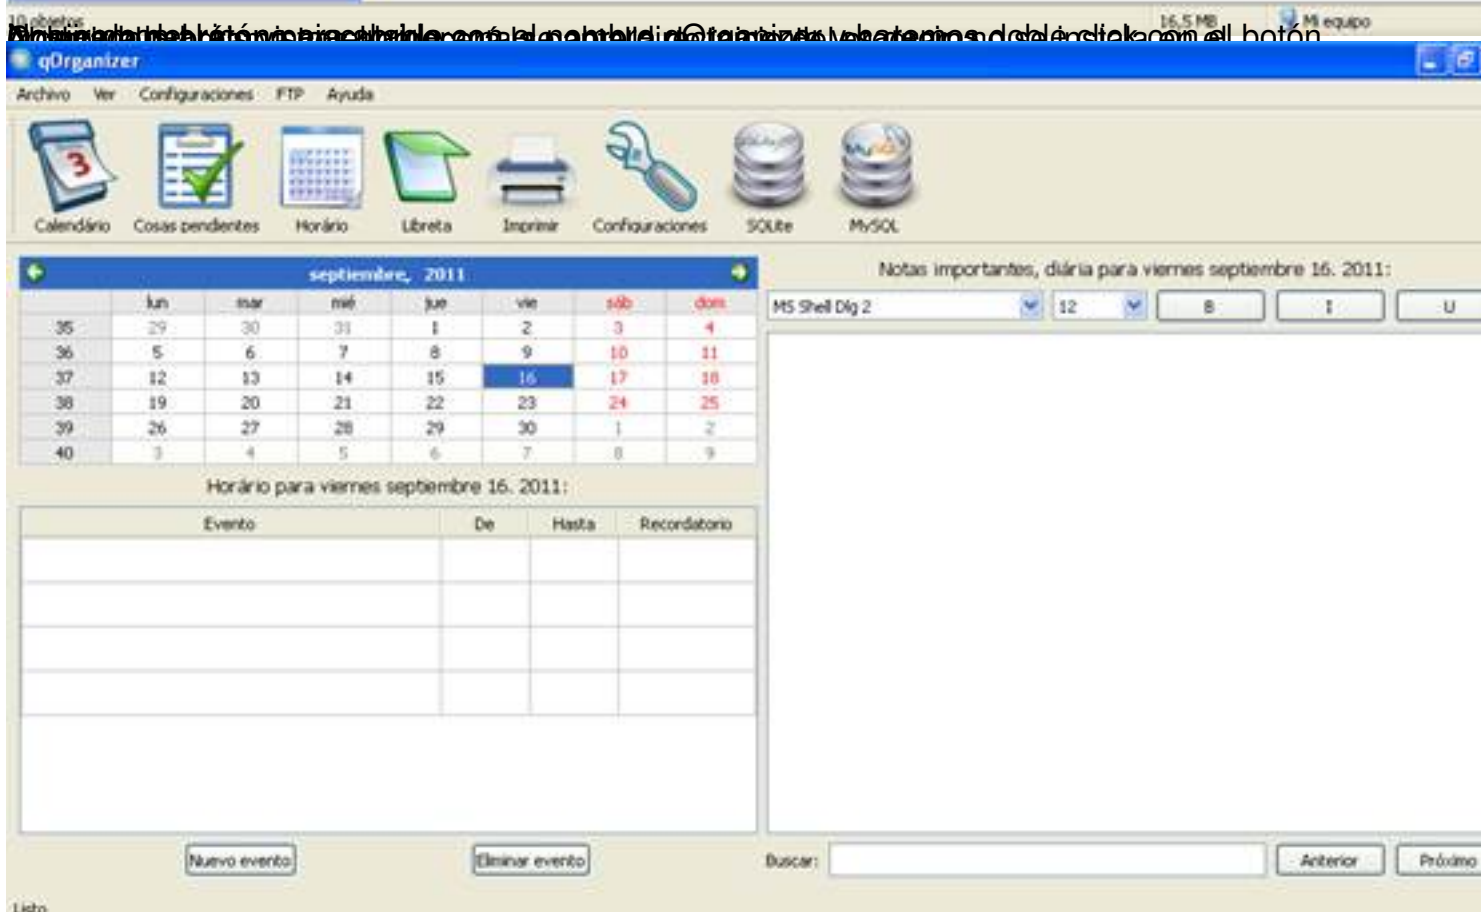 10 objetos 16,5 MB Mi equipo
qOrganizer
Archivo Ver Configuraciones FTP Ayuda
3
Calendário Cosas pendientes Horário Libreta Imprimir Configuraciones SQLite MySQL
septiembre, 2011
lun mar mié jue vie sáb dom
35 29 30 31 1 2 3 4
36 5 6 7 8 9 10 11
37 12 13 14 15 16 17 18
38 19 20 21 22 23 24 25
39 26 27 28 29 30 1 2
40 3 4 5 6 7 8 9
Horário para viernes septiembre 16. 2011:
Evento De Hasta Recordatorio
Nuevo evento Eliminar evento
Notas importantes, diária para viernes septiembre 16. 2011:
MS Shell Dlg 2 12 B I U
Buscar: Anterior Próximo
Listo